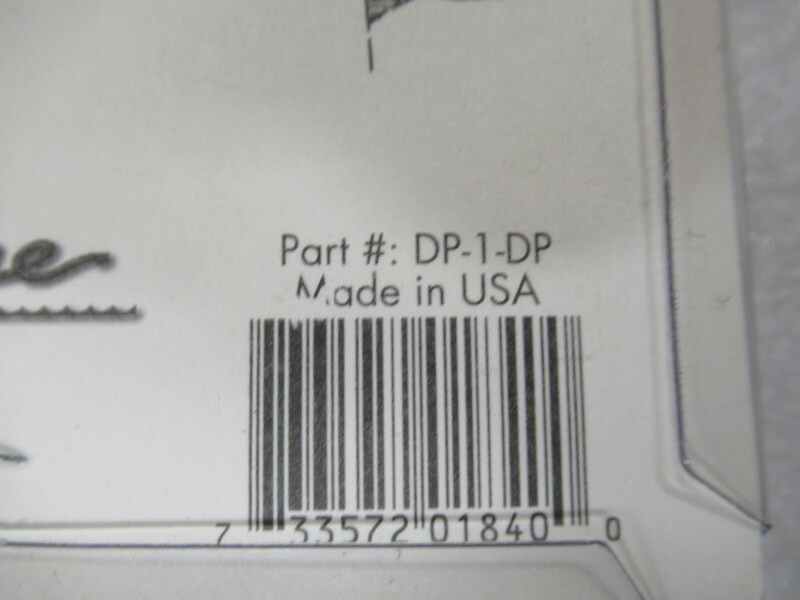 Part #: DP-1-DP
Made in USA
7 33572 01840 0